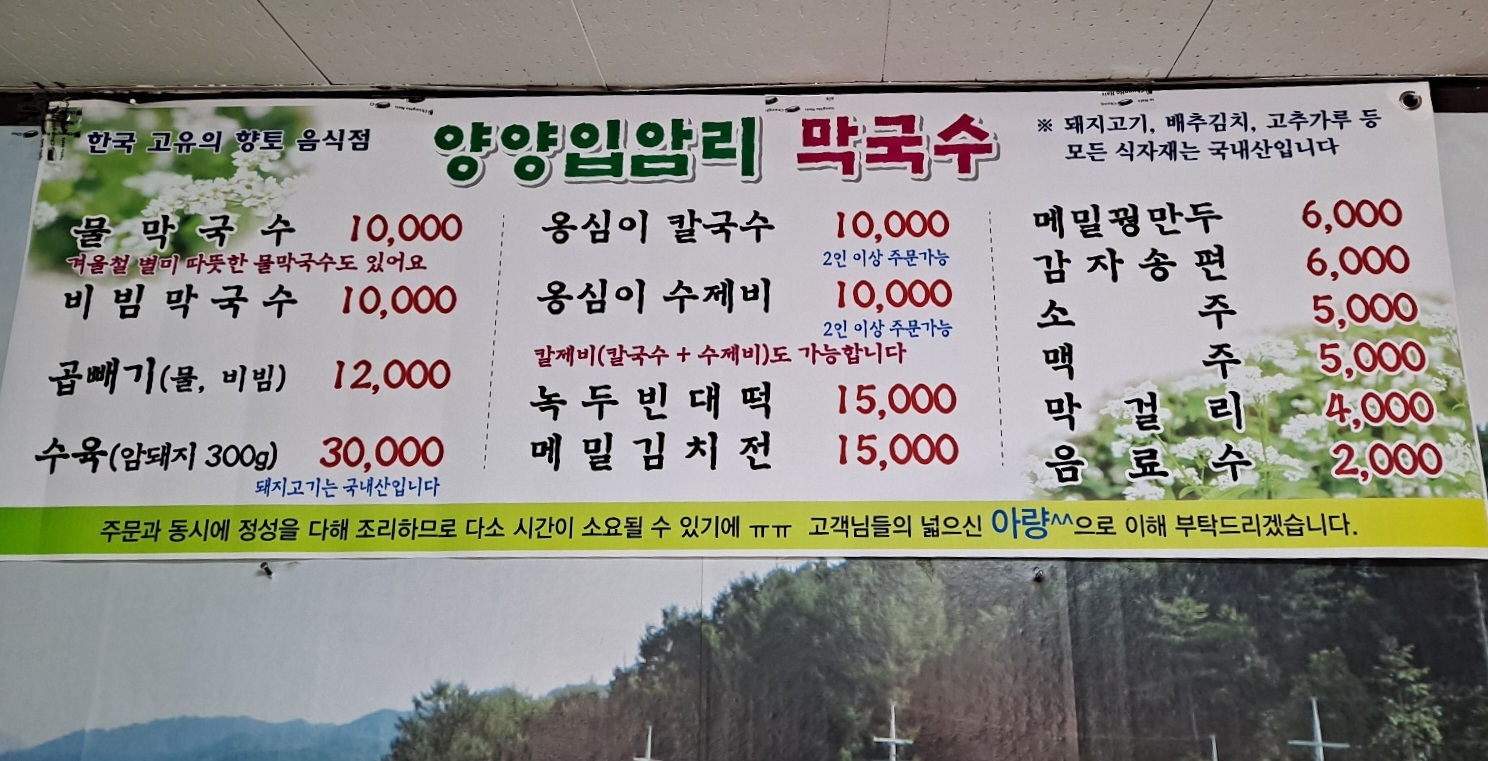 한국 고유의 향토 음식점
양양입암리 막국수
※ 돼지고기, 배추김치, 고추가루 등
모든 식자재는 국내산입니다
물 막 국 수 10,000
겨울철 별미 따뜻한 물막국수도 있어요
비 빔 막 국 수 10,000
곱빼기(물, 비빔) 12,000
수육(암돼지 300g) 30,000
돼지고기는 국내산입니다
옹심이 칼국수 10,000
2인 이상 주문가능
옹심이 수제비 10,000
2인 이상 주문가능
칼제비(칼국수 + 수제비)도 가능합니다
녹 두 빈 대 떡 15,000
메 밀 김 치 전 15,000
메밀꿩만두 6,000
감 자 송 편 6,000
소 주 5,000
맥 주 5,000
막 걸 리 4,000
음 료 수 2,000
주문과 동시에 정성을 다해 조리하므로 다소 시간이 소요될 수 있기에 ㅠㅠ 고객님들의 넓으신 아량^^으로 이해 부탁드리겠습니다.